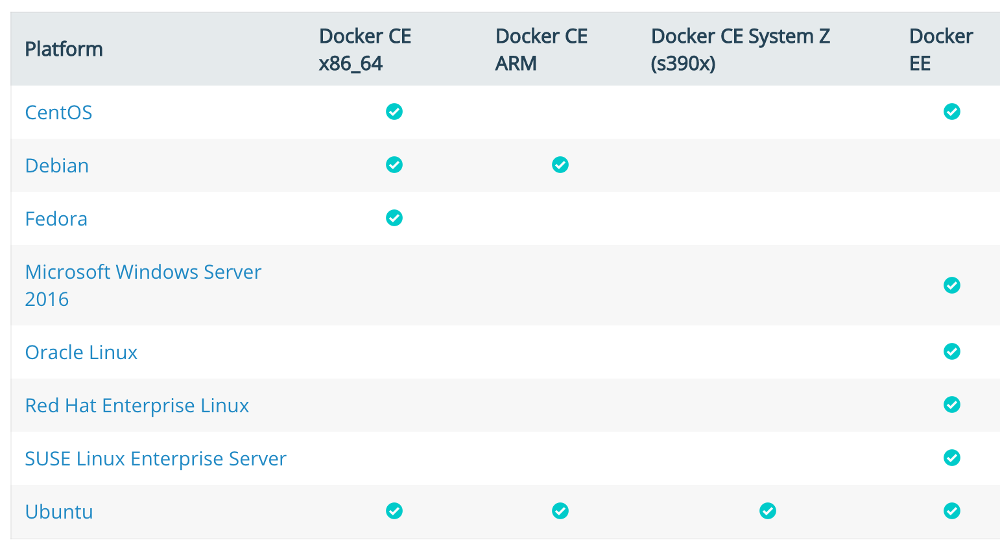 Platform
Docker CE
x86_64
Docker CE
ARM
Docker CE System Z
(s390x)
Docker
EE
CentOS
Debian
Fedora
Microsoft Windows Server
2016
Oracle Linux
Red Hat Enterprise Linux
SUSE Linux Enterprise Server
Ubuntu